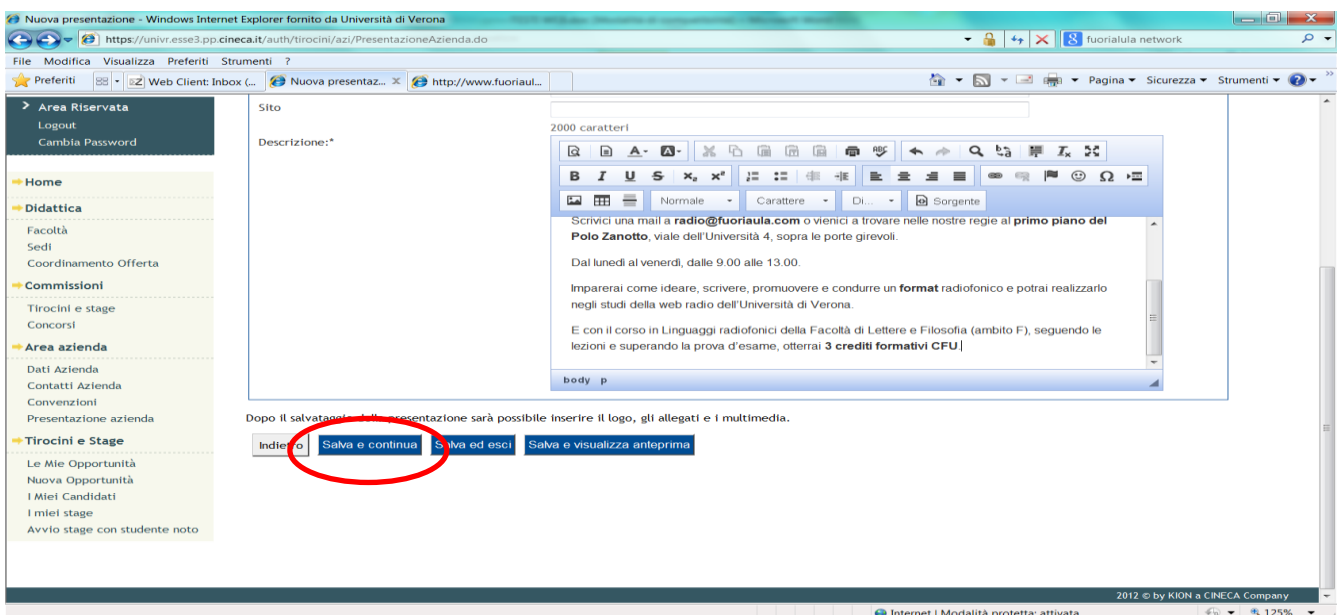 Nuova presentazione - Windows Internet Explorer fornito da Università di Verona
https://univr.esse3.pp.cineca.it/auth/tirocini/azi/PresentazioneAzienda.do
fuorialula network
File Modifica Visualizza Preferiti Strumenti ?
Preferiti Web Client: Inbox (... Nuova presentaz... X http://www.fuoriaul... Pagina Sicurezza Strumenti
Area Riservata
Logout
Cambia Password
Home
Didattica
Facoltà
Sedi
Coordinamento Offerta
Commissioni
Tirocini e stage
Concorsi
Area azienda
Dati Azienda
Contatti Azienda
Convenzioni
Presentazione azienda
Tirocini e Stage
Le Mie Opportunità
Nuova Opportunità
I Miei Candidati
I miei stage
Avvio stage con studente noto
Sito
2000 caratteri
Descrizione:*
Normale Carattere Di... Sorgente
Scrivici una mail a radio@fuoriaula.com o vienici a trovare nelle nostre regie al primo piano del
Polo Zanotto, viale dell'Università 4, sopra le porte girevoli.
Dal lunedì al venerdì, dalle 9.00 alle 13.00.
Imparerai come ideare, scrivere, promuovere e condurre un format radiofonico e potrai realizzarlo
negli studi della web radio dell'Università di Verona.
E con il corso in Linguaggi radiofonici della Facoltà di Lettere e Filosofia (ambito F), seguendo le
lezioni e superando la prova d'esame, otterrai 3 crediti formativi CFU.
body p
Dopo il salvataggio della presentazione sarà possibile inserire il logo, gli allegati e i multimedia.
Indietro Salva e continua Salva ed esci Salva e visualizza anteprima
2012 © by KION a CINECA Company
Internet | Modalità protetta: attivata 125%